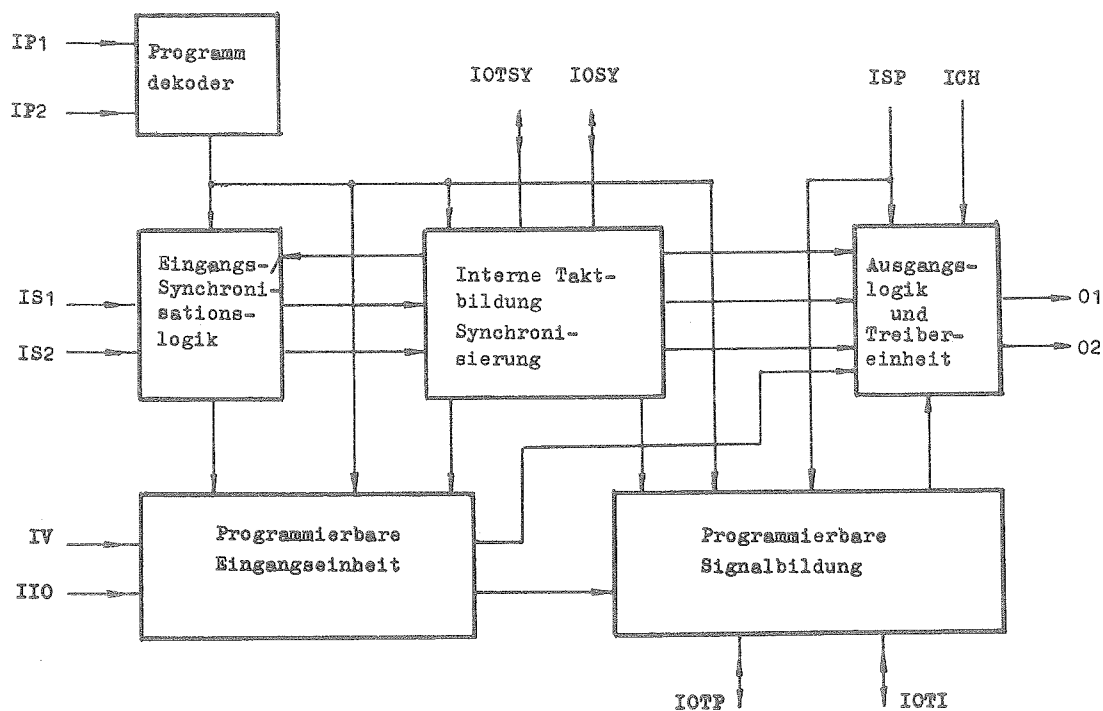 IP1
Programm
dekoder
IP2
IOTSY
IOSY
ISP
ICH
Eingangs-/
Synchroni-
sations-
logik
IS1
IS2
Interne Takt-
bildung
Synchroni-
sierung
Ausgangs-
logik
und
Treiber-
einheit
O1
O2
IV
IIO
Programmierbare
Eingangseinheit
Programmierbare
Signalbildung
IOTP
IOTI